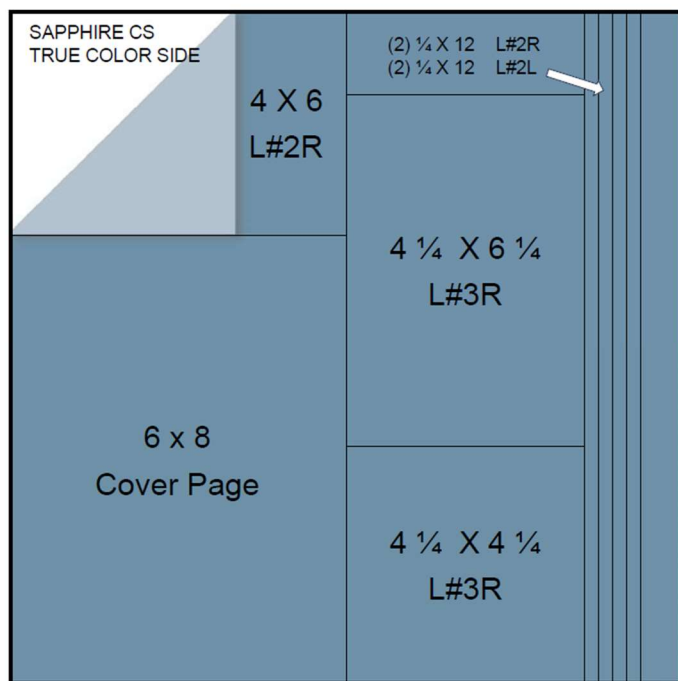 SAPPHIRE CS
TRUE COLOR SIDE
4 X 6
L#2R
(2) ¼ X 12 L#2R
(2) ¼ X 12 L#2L
4 ¼ X 6 ¼
L#3R
6 x 8
Cover Page
4 ¼ X 4 ¼
L#3R